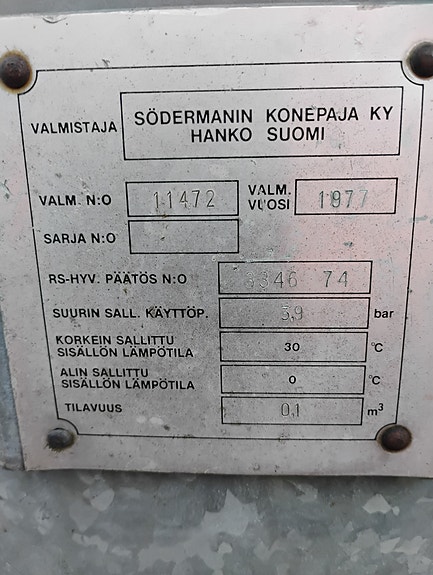 VALMISTAJA SÖDERMANIN KONEPAJA KY
HANKO SUOMI
VALM. N:O 11472 VALM. VUOSI 1977
SARJA N:O
RS-HYV. PÄÄTÖS N:O 3346 74
SUURIN SALL. KÄYTTÖP. 3,9 bar
KORKEIN SALLITTU
SISÄLLÖN LÄMPÖTILA 30 °C
ALIN SALLITTU
SISÄLLÖN LÄMPÖTILA 0 °C
TILAVUUS 0,1 m³